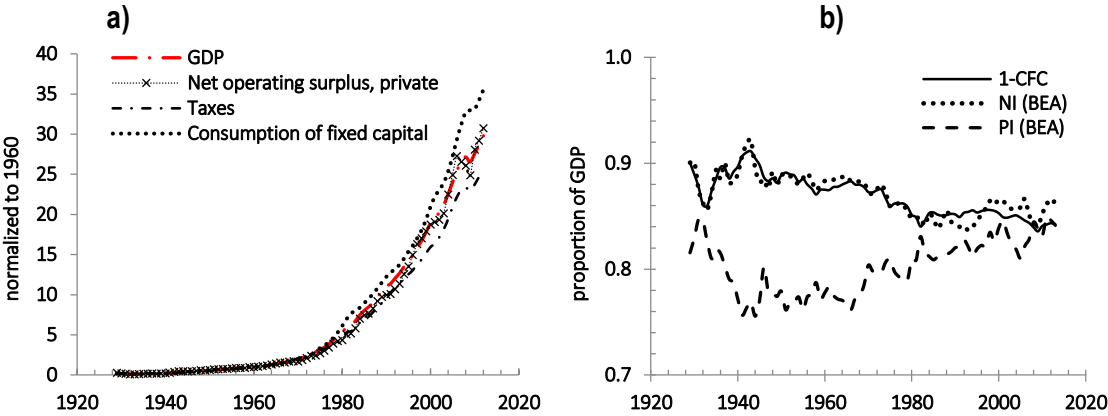 a)
normalized to 1960
40
35
30
25
20
15
10
5
0
GDP
Net operating surplus, private
Taxes
Consumption of fixed capital
1920 1940 1960 1980 2000 2020
b)
proportion of GDP
1.0
0.9
0.8
0.7
1-CFC
NI (BEA)
PI (BEA)
1920 1940 1960 1980 2000 2020